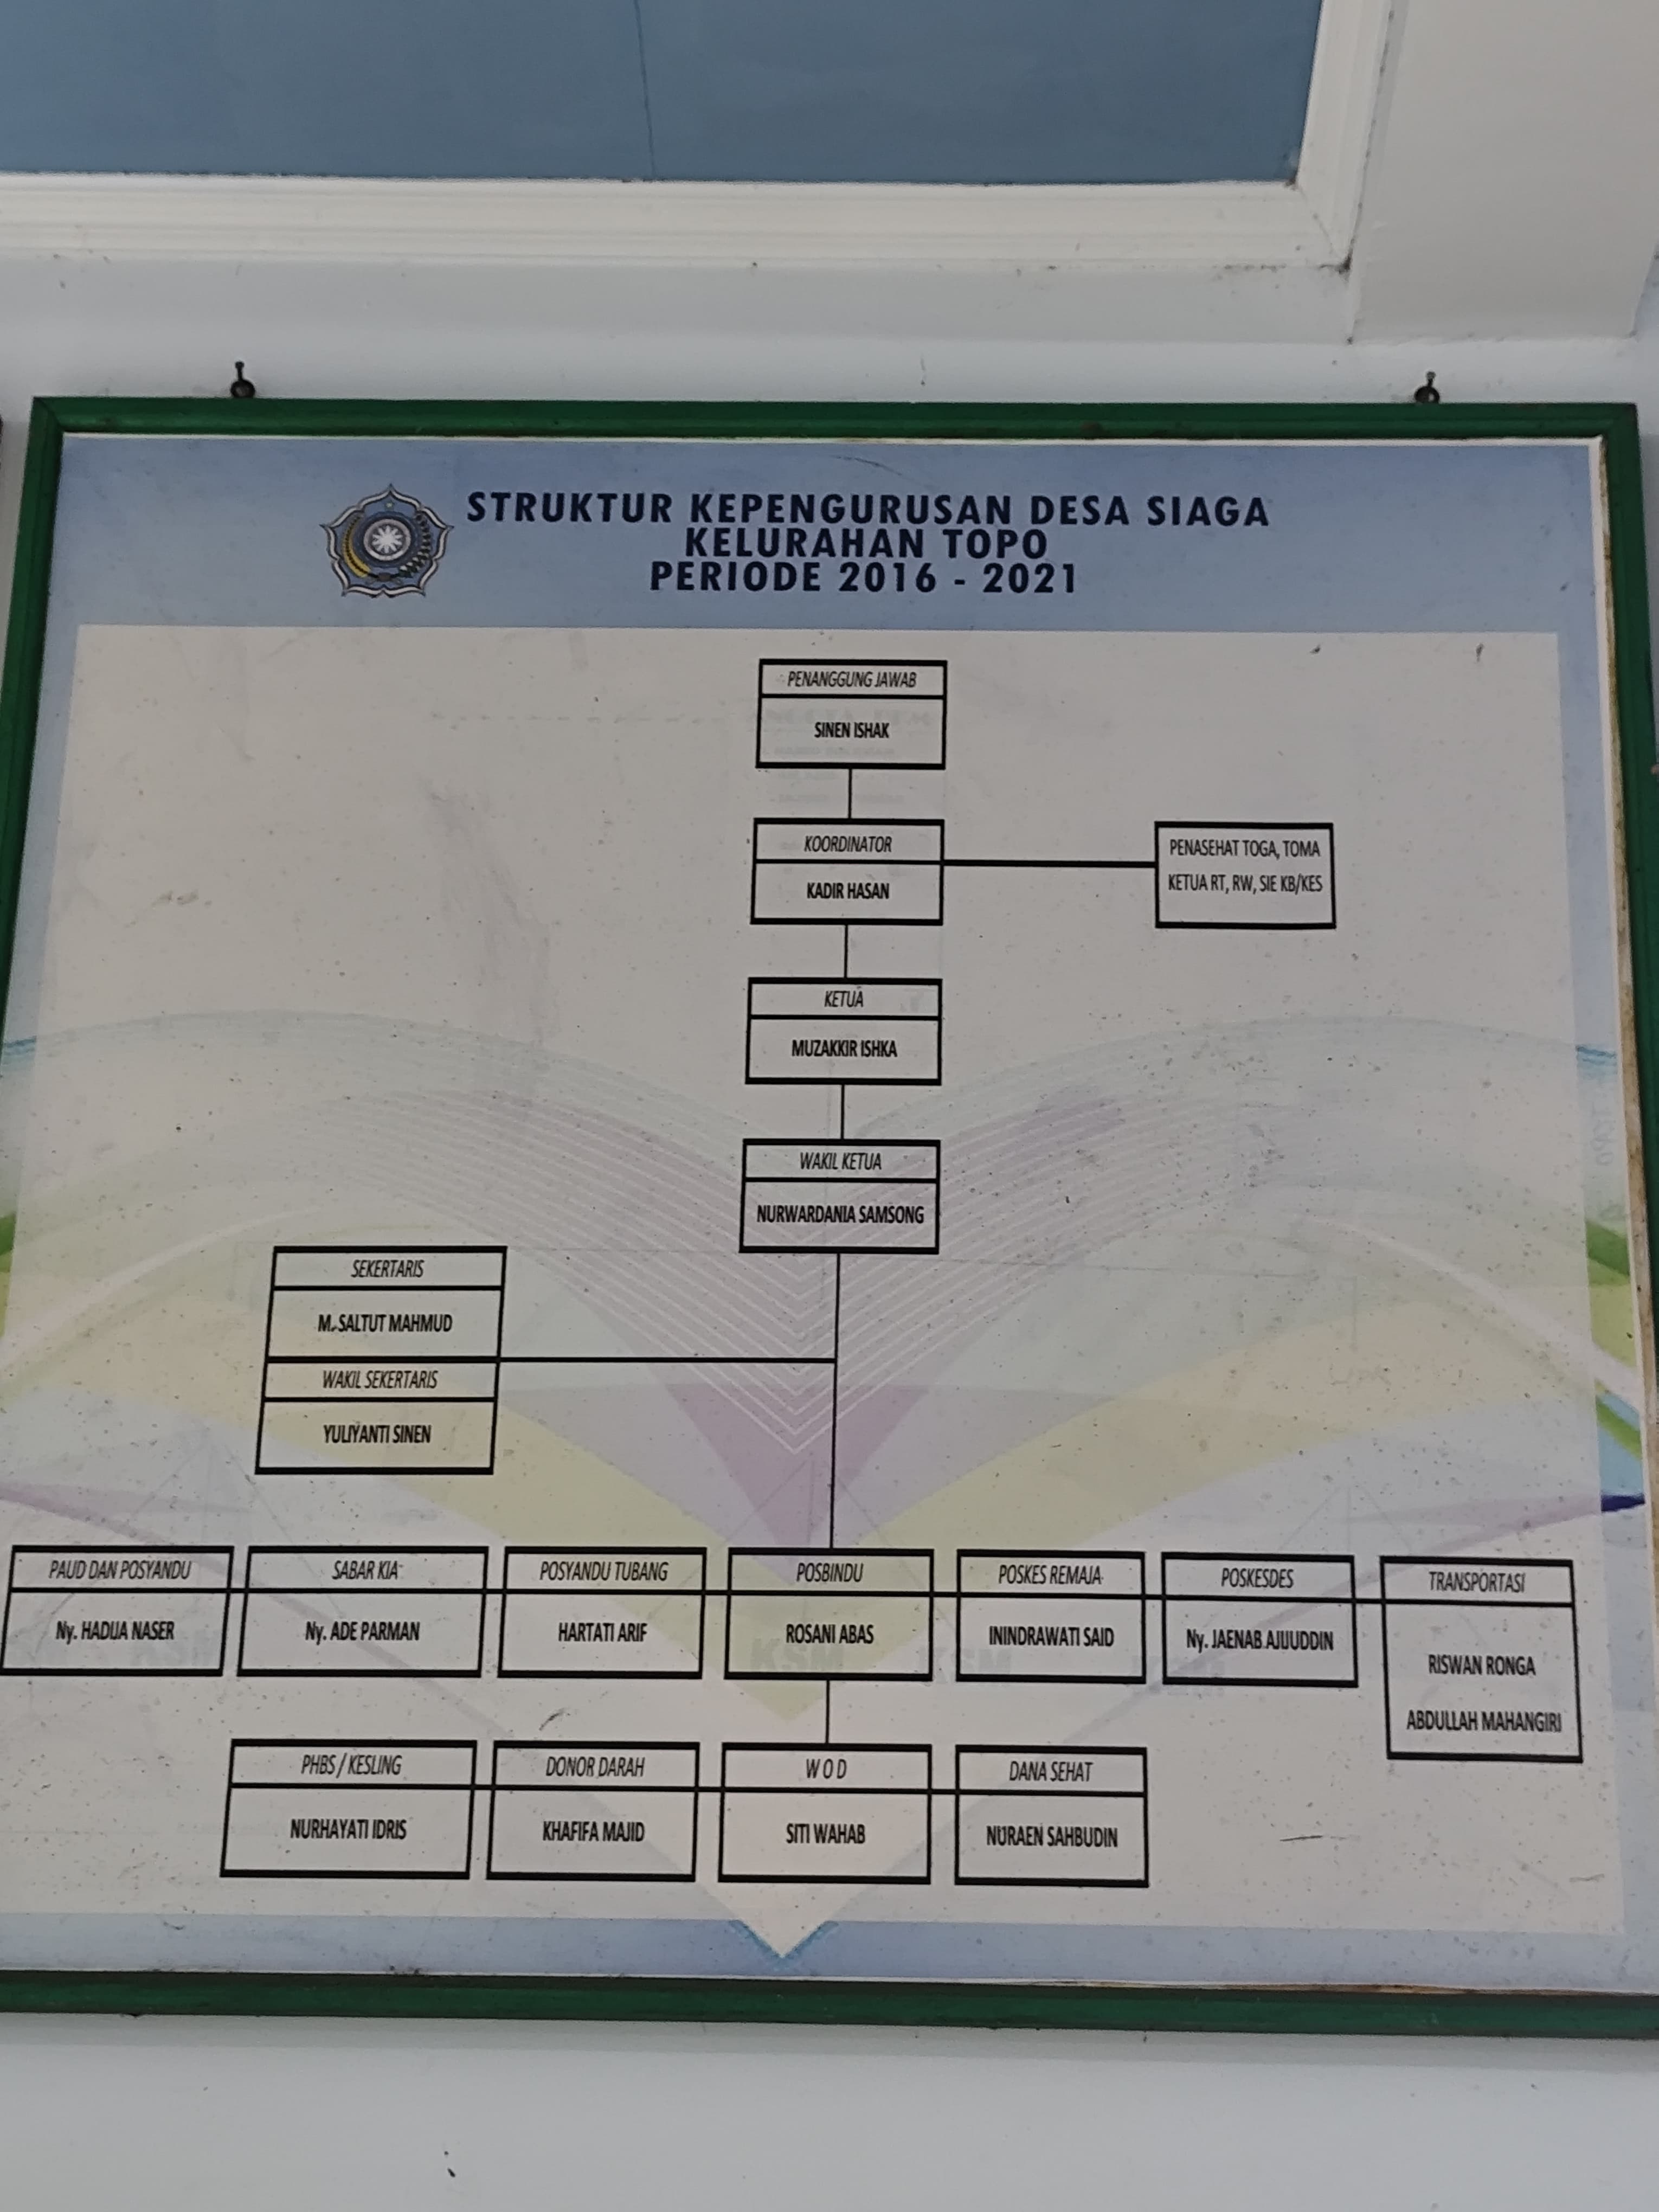 STRUKTUR KEPENGURUSAN DESA SIAGA
KELURAHAN TOPO
PERIODE 2016 - 2021
PENANGGUNG JAWAB
SINEN ISHAK
KOORDINATOR
KADIR HASAN
PENASEHAT TOGA, TOMA
KETUA RT, RW, SIE KB/KES
KETUA
MUZAKKIR ISHKA
WAKIL KETUA
NURWARDANIA SAMSONG
SEKERTARIS
M. SALTUT MAHMUD
WAKIL SEKERTARIS
YULIYANTI SINEN
PAUD DAN POSYANDU
Ny. HADIJA NASER
SABAR KIA
Ny. ADE PARMAN
POSYANDU TUBANG
HARTATI ARIF
POSBINDU
ROSANI ABAS
POSKES REMAJA
ININDRAWATI SAID
POSKESDES
Ny. JAENAB AJIUDDIN
TRANSPORTASI
RISWAN RONGA
ABDULLAH MAHANGIRI
PHBS / KESLING
NURHAYATI IDRIS
DONOR DARAH
KHAFIFA MAJID
W O D
SITI WAHAB
DANA SEHAT
NURAEN SAHBUDIN